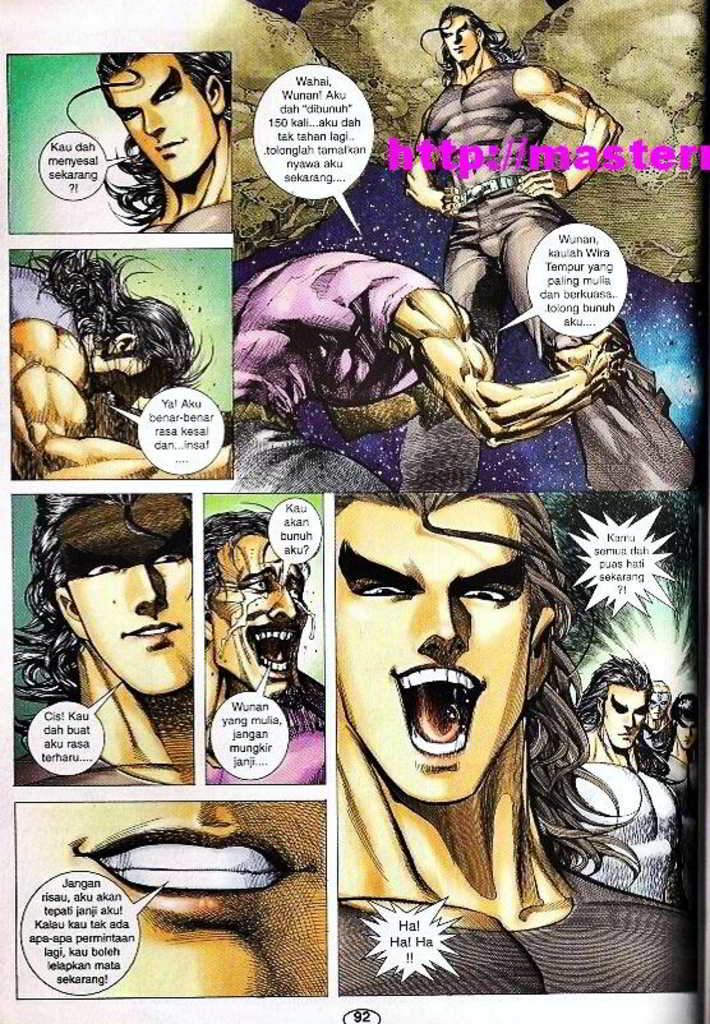 Wahai,
Wunan! Aku
dah "dibunuh"
150 kali...aku dah
tak tahan lagi..
.tolonglah tamatkan
nyawa aku
sekarang....
http://master
Kau dah
menyesal
sekarang
?!
Wunan,
kaulah Wira
Tempur yang
paling mulia
dan berkuasa..
.tolong bunuh
aku....
Ya! Aku
benar-benar
rasa kesal
dan...insaf
....
Cis! Kau
dah buat
aku rasa
terharu....
Kau
akan
bunuh
aku?
Wunan
yang mulia,
jangan
mungkir
janji....
Kamu
semua dah
puas hati
sekarang
?!
Jangan
risau, aku akan
tepati janji aku!
Kalau kau tak ada
apa-apa permintaan
lagi, kau boleh
lelapkan mata
sekarang!
Ha!
Ha! Ha
!!
92